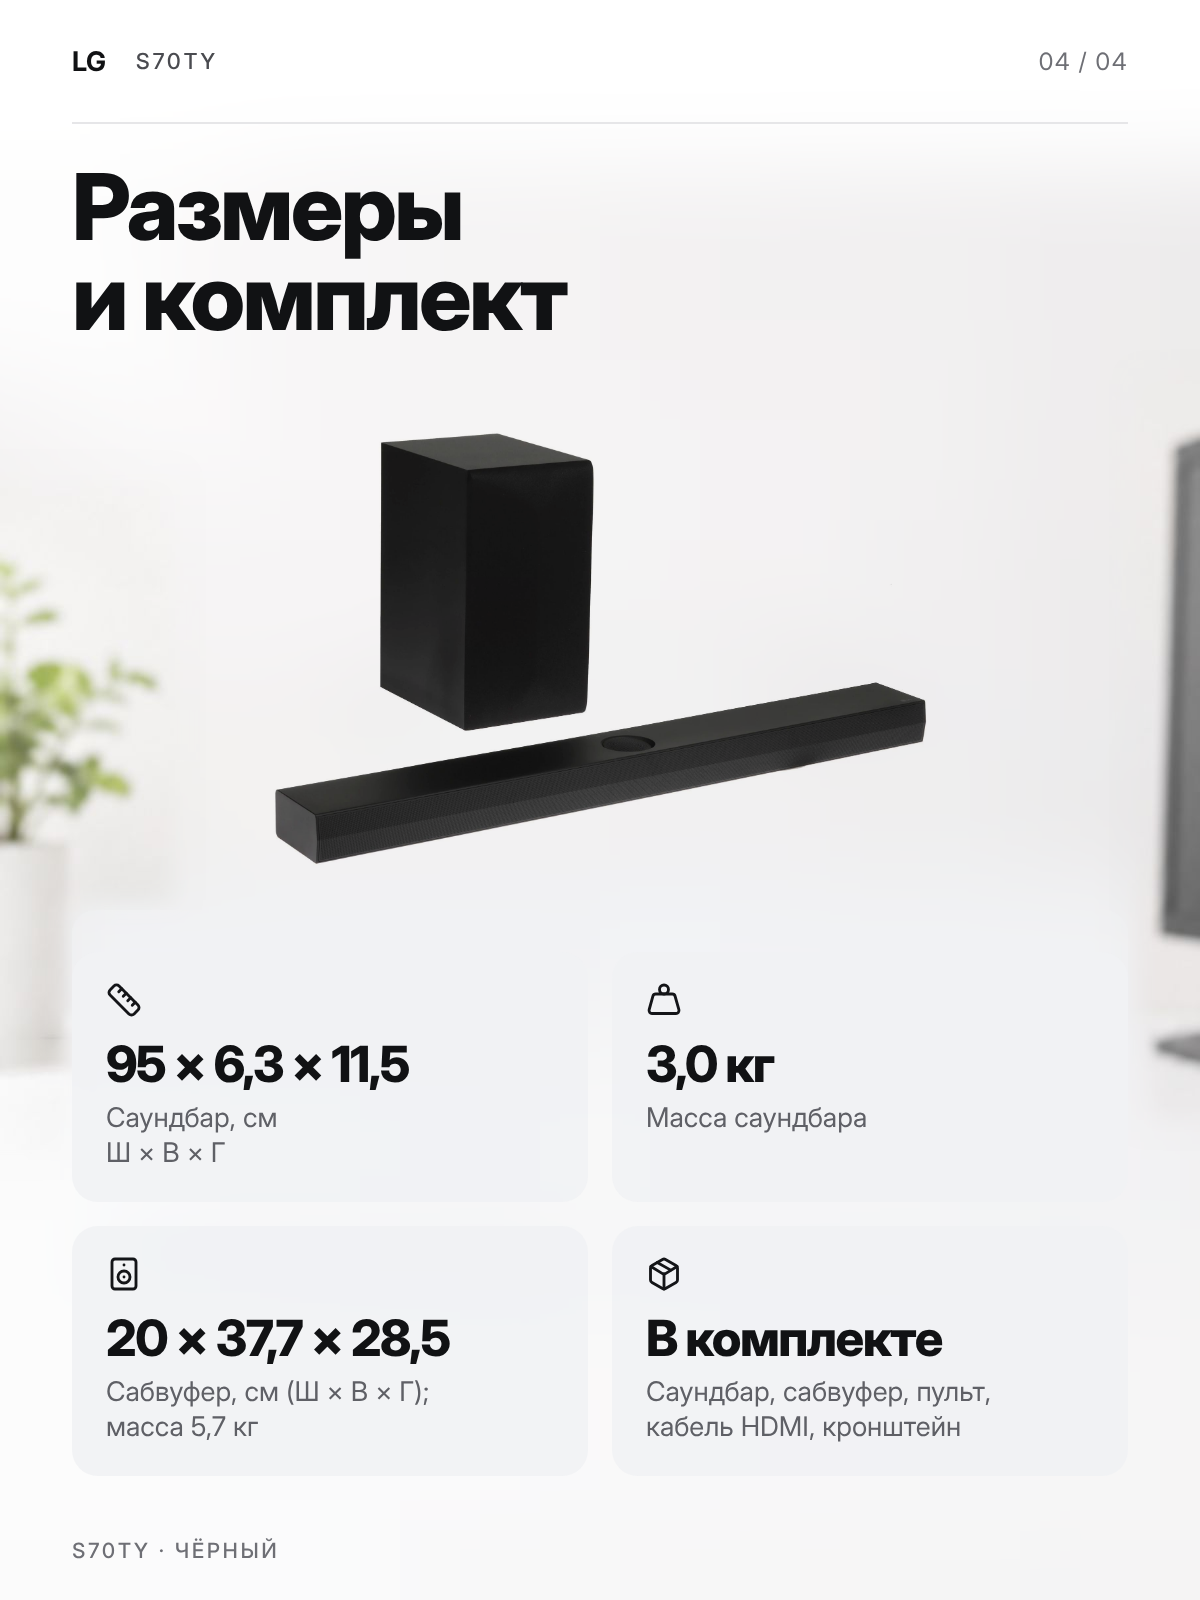 LG S70TY 04 / 04
Размеры
и комплект
95 × 6,3 × 11,5
Саундбар, см
Ш × В × Г
3,0 кг
Масса саундбара
20 × 37,7 × 28,5
Сабвуфер, см (Ш × В × Г);
масса 5,7 кг
В комплекте
Саундбар, сабвуфер, пульт,
кабель HDMI, кронштейн
S70TY · ЧЁРНЫЙ